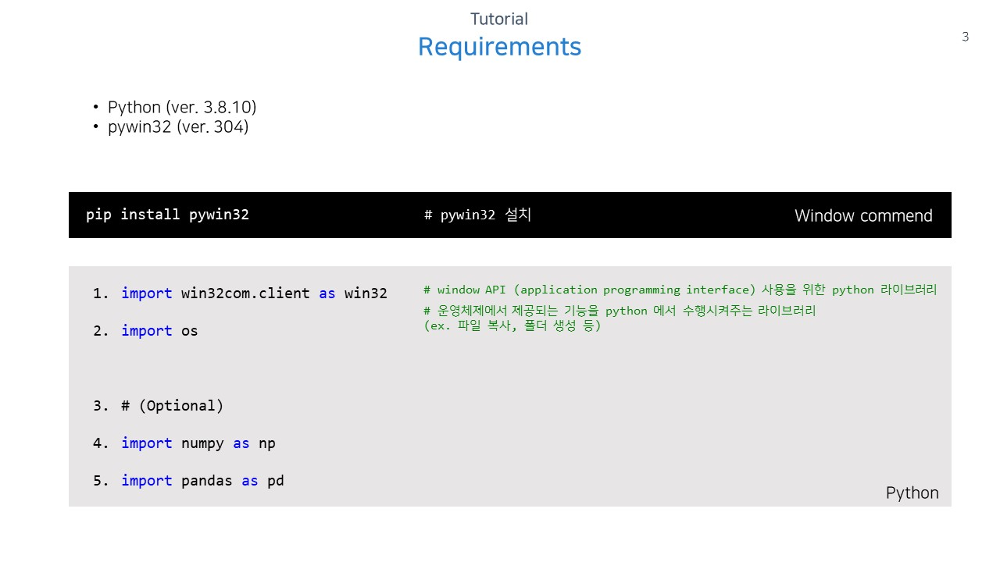 Tutorial
Requirements
3
• Python (ver. 3.8.10)
• pywin32 (ver. 304)
pip install pywin32 # pywin32 설치 Window commend
1. import win32com.client as win32 # window API (application programming interface) 사용을 위한 python 라이브러리
# 운영체제에서 제공되는 기능을 python 에서 수행시켜주는 라이브러리
(ex. 파일 복사, 폴더 생성 등)
2. import os
3. # (Optional)
4. import numpy as np
5. import pandas as pd
Python